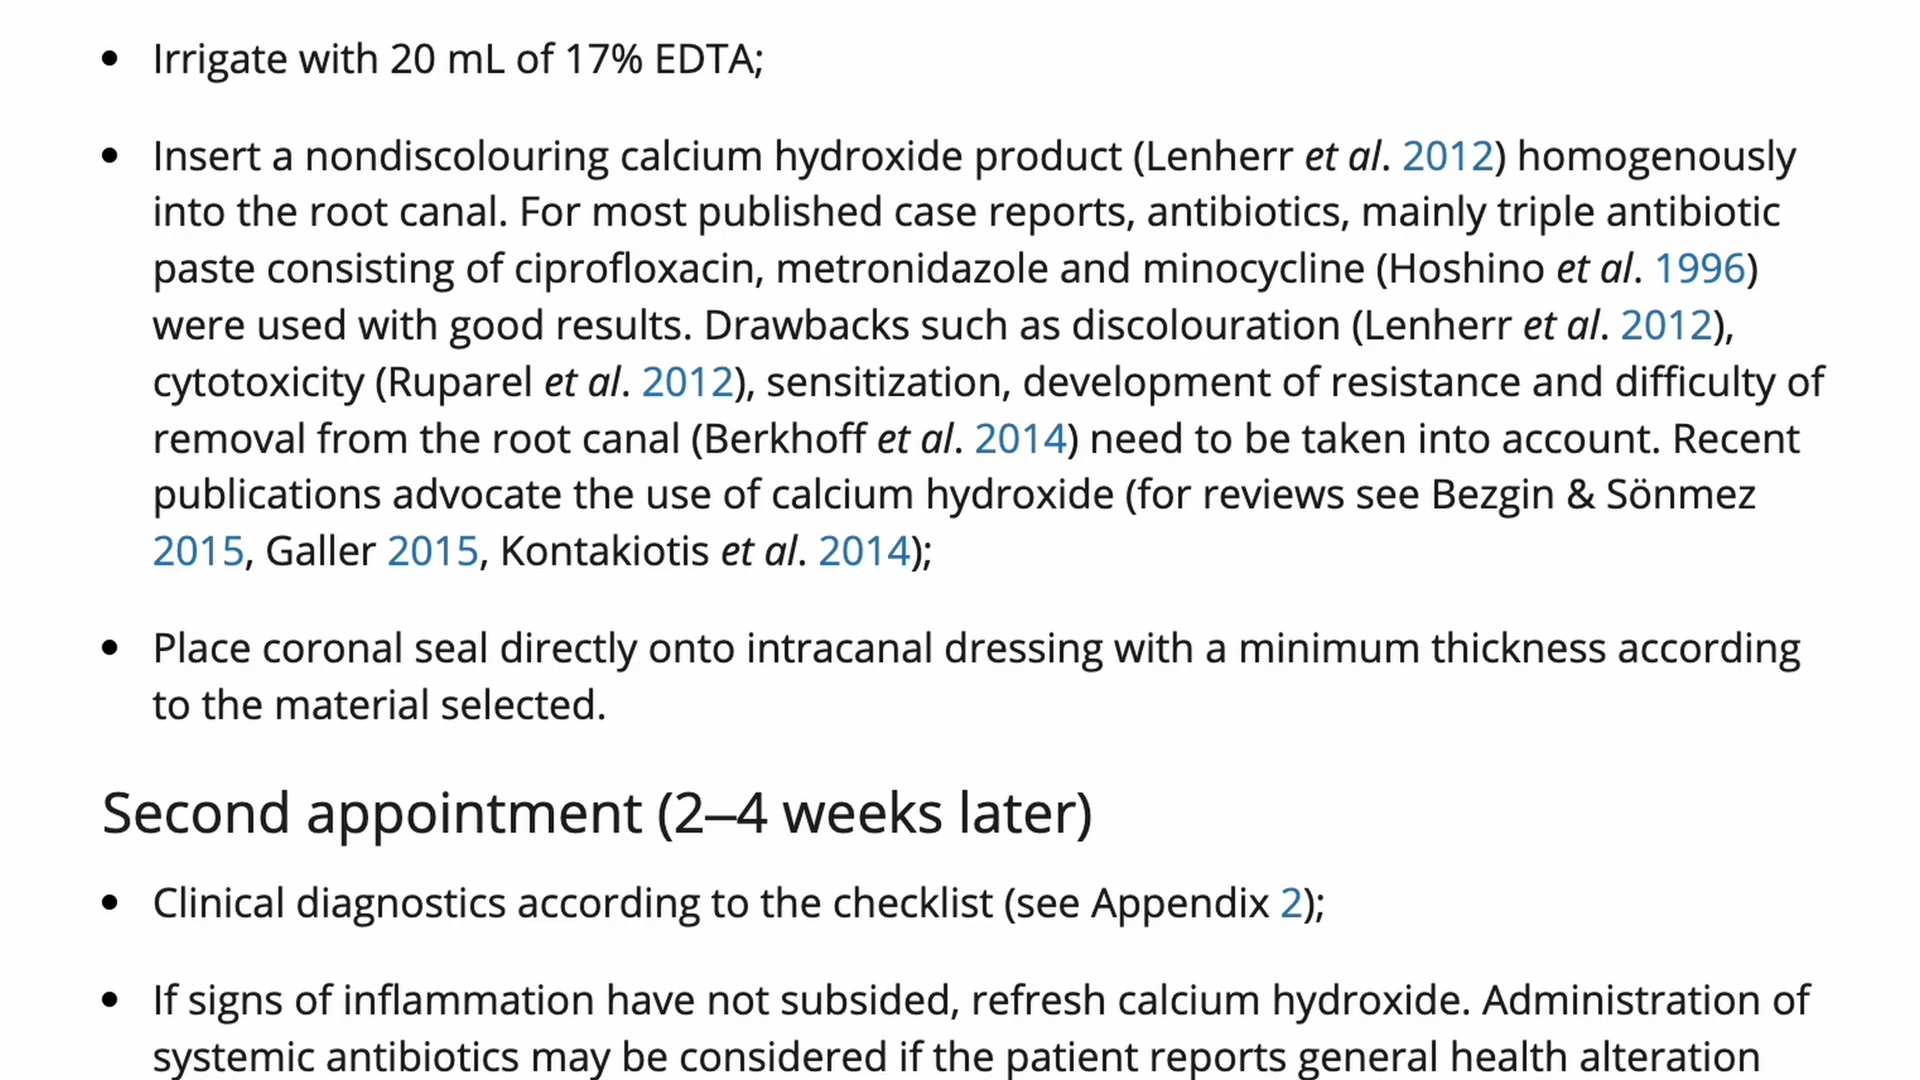 • Irrigate with 20 mL of 17% EDTA;
• Insert a nondiscolouring calcium hydroxide product (Lenherr et al. 2012) homogenously
into the root canal. For most published case reports, antibiotics, mainly triple antibiotic
paste consisting of ciprofloxacin, metronidazole and minocycline (Hoshino et al. 1996)
were used with good results. Drawbacks such as discolouration (Lenherr et al. 2012),
cytotoxicity (Ruparel et al. 2012), sensitization, development of resistance and difficulty of
removal from the root canal (Berkhoff et al. 2014) need to be taken into account. Recent
publications advocate the use of calcium hydroxide (for reviews see Bezgin & Sönmez
2015, Galler 2015, Kontakiotis et al. 2014);
• Place coronal seal directly onto intracanal dressing with a minimum thickness according
to the material selected.
Second appointment (2–4 weeks later)
• Clinical diagnostics according to the checklist (see Appendix 2);
• If signs of inflammation have not subsided, refresh calcium hydroxide. Administration of
systemic antibiotics may be considered if the patient reports general health alteration